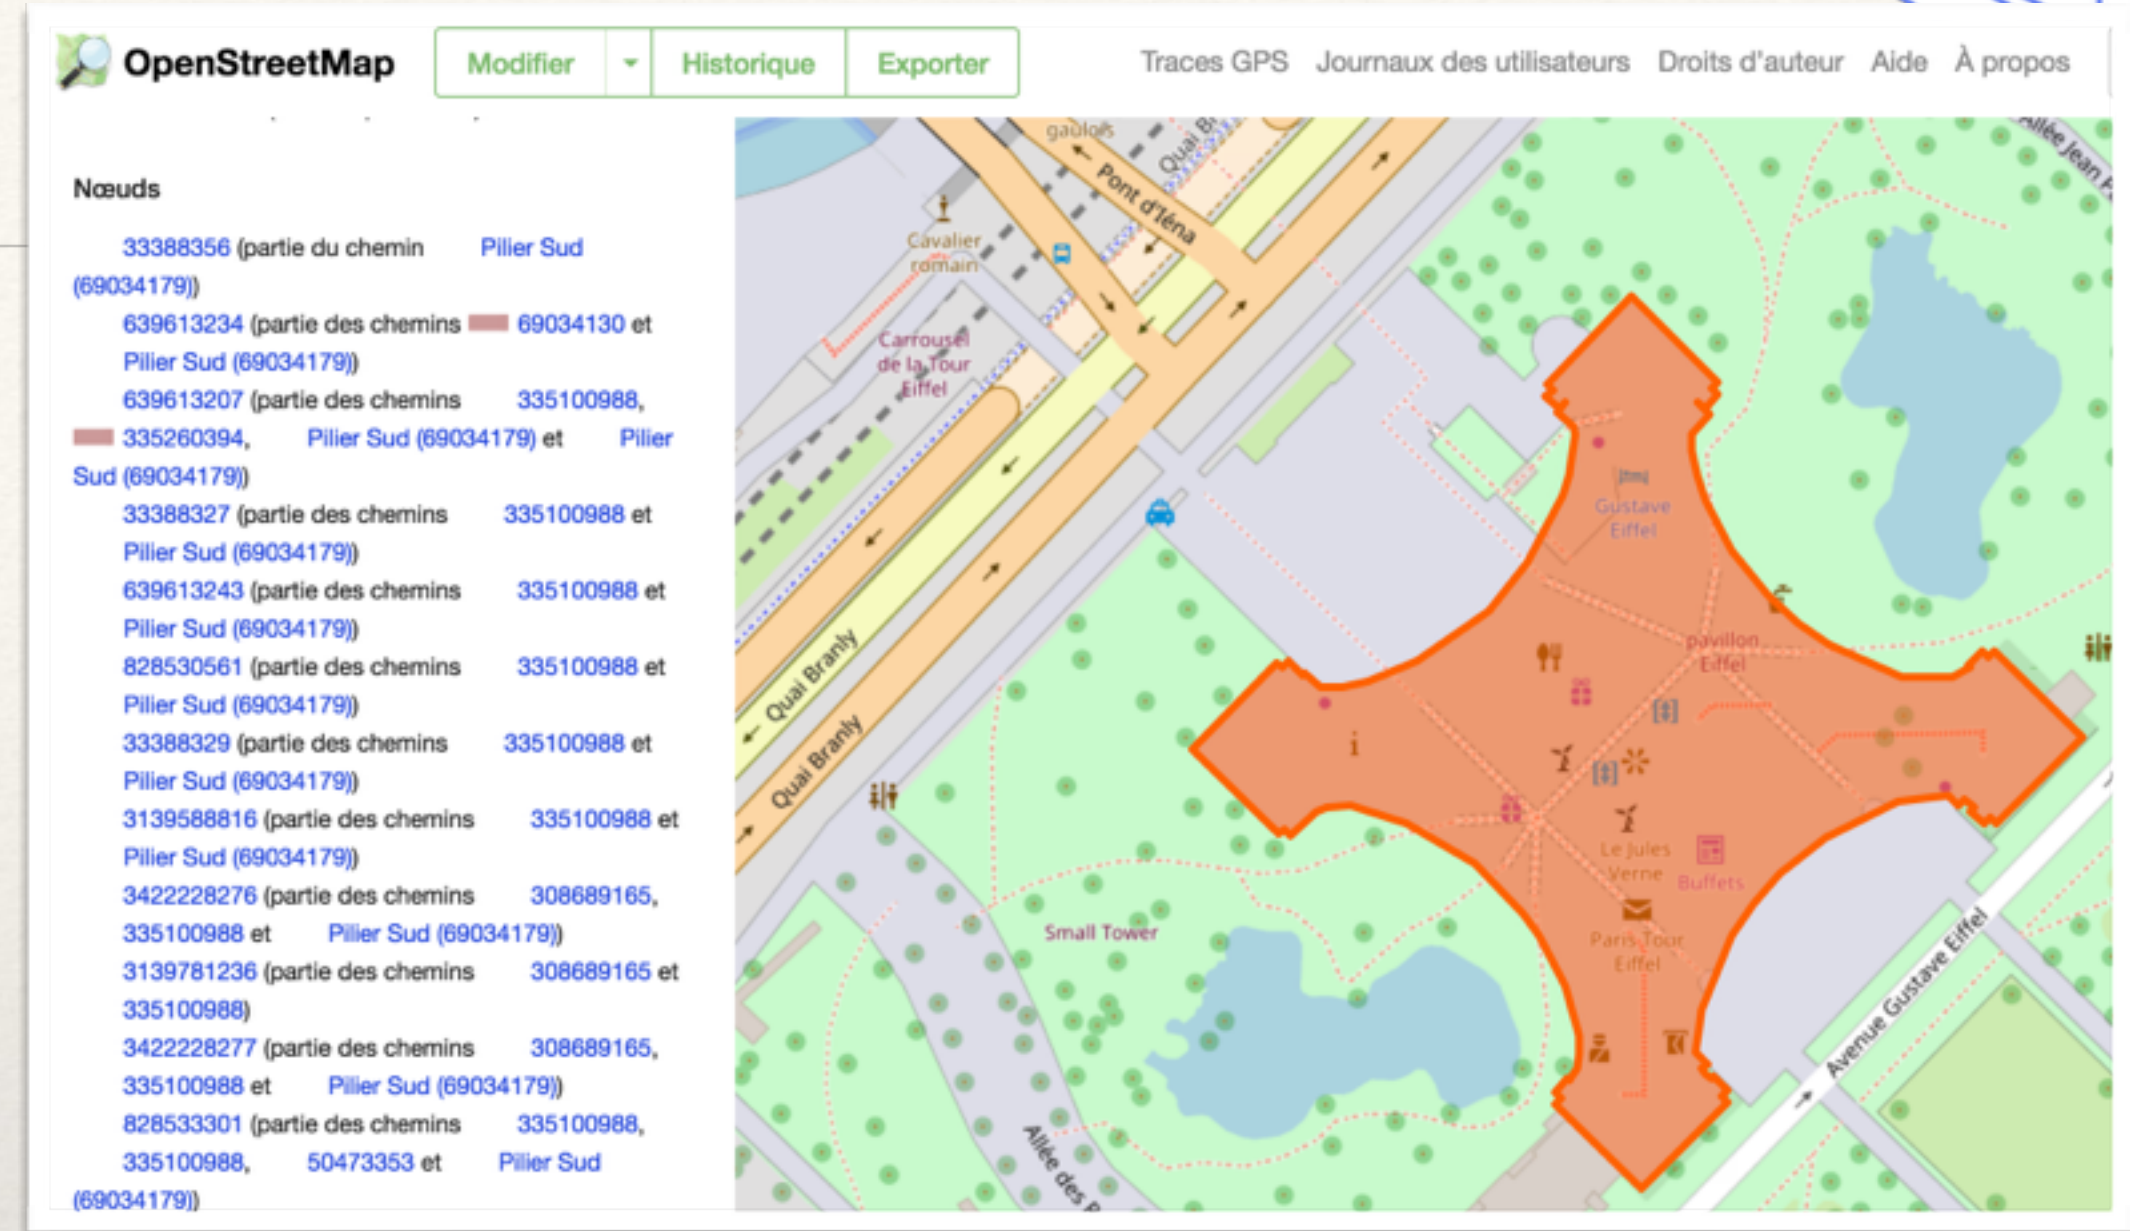 OpenStreetMap
Modifier
Historique
Exporter
Traces GPS
Journaux des utilisateurs
Droits d'auteur
Aide
À propos
Nœuds
33388356 (partie du chemin Pilier Sud
(69034179))
639613234 (partie des chemins 69034130 et
Pilier Sud (69034179))
639613207 (partie des chemins 335100988,
335260394, Pilier Sud (69034179) et Pilier
Sud (69034179))
33388327 (partie des chemins 335100988 et
Pilier Sud (69034179))
639613243 (partie des chemins 335100988 et
Pilier Sud (69034179))
828530561 (partie des chemins 335100988 et
Pilier Sud (69034179))
33388329 (partie des chemins 335100988 et
Pilier Sud (69034179))
3139588816 (partie des chemins 335100988 et
Pilier Sud (69034179))
3422228276 (partie des chemins 308689165,
335100988 et Pilier Sud (69034179))
3139781236 (partie des chemins 308689165 et
335100988)
3422228277 (partie des chemins 308689165,
335100988 et Pilier Sud (69034179))
828533301 (partie des chemins 335100988,
335100988, 50473353 et Pilier Sud
(69034179))
gaulois
Quai
Pont d'Iéna
Allée Jean
Cavalier
romain
Carrousel
de la Tour
Eiffel
Gustave
Eiffel
pavillon
Eiffel
Quai Branly
Quai Branly
Le Jules
Verne
Buffets
Paris Tour
Eiffel
Small Tower
Avenue Gustave Eiffel
Allée des